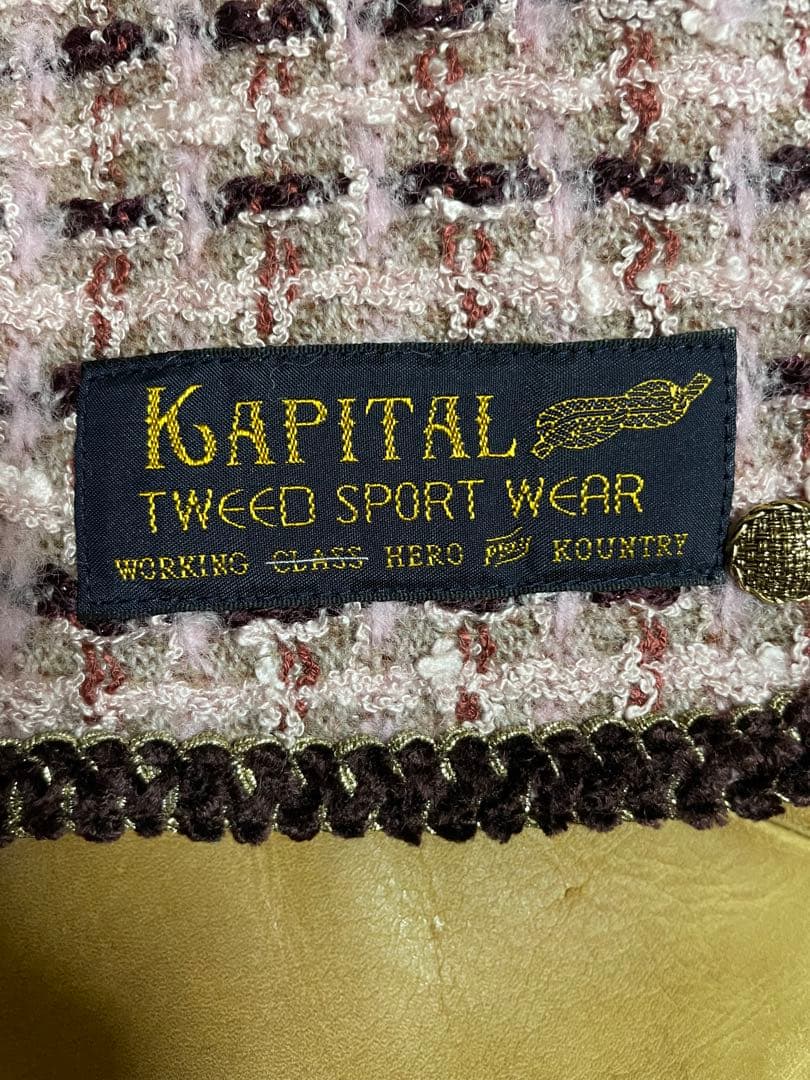 KAPITAL
TWEED SPORT WEAR
WORKING CLASS HERO KOUNTRY